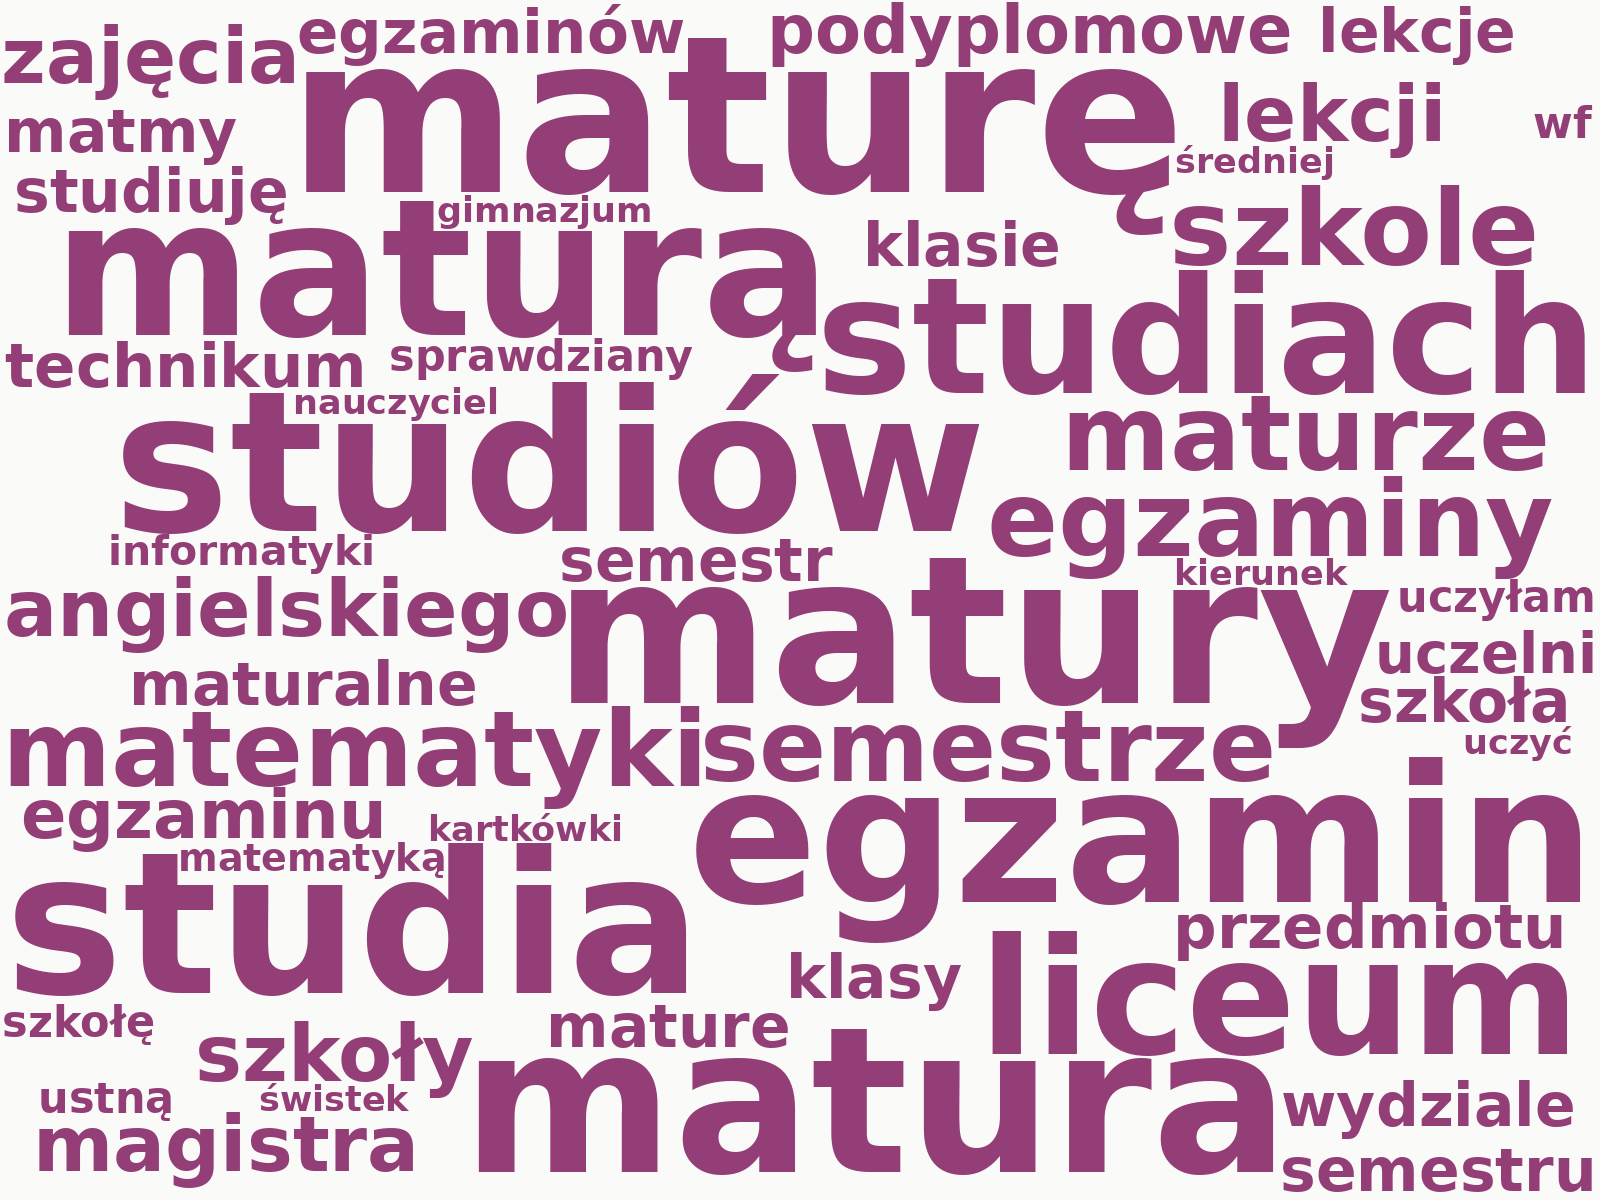 zajęcia egzaminów podyplomowe lekcje
maturę
matmy lekcji wf
średniej
studiuję
gimnazjum klasie szkole
maturą
studiach
technikum sprawdziany
nauczyciel
studiów maturze
egzaminy
informatyki semestr kierunek
angielskiego matury uczyłam
uczelni
maturalne szkoła
matematyki semestrze uczyć
egzaminu kartkówki egzamin
matematyką
studia przedmiotu
klasy liceum
szkołę mature
szkoły matura
ustną świstek wydziale
magistra semestru